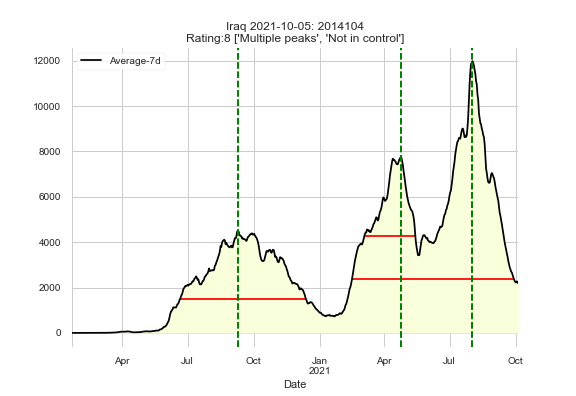 Iraq 2021-10-05: 2014104
Rating:8 ['Multiple peaks', 'Not in control']
Average-7d
12000
10000
8000
6000
4000
2000
0
Apr Jul Oct Jan Apr Jul Oct
2021
Date